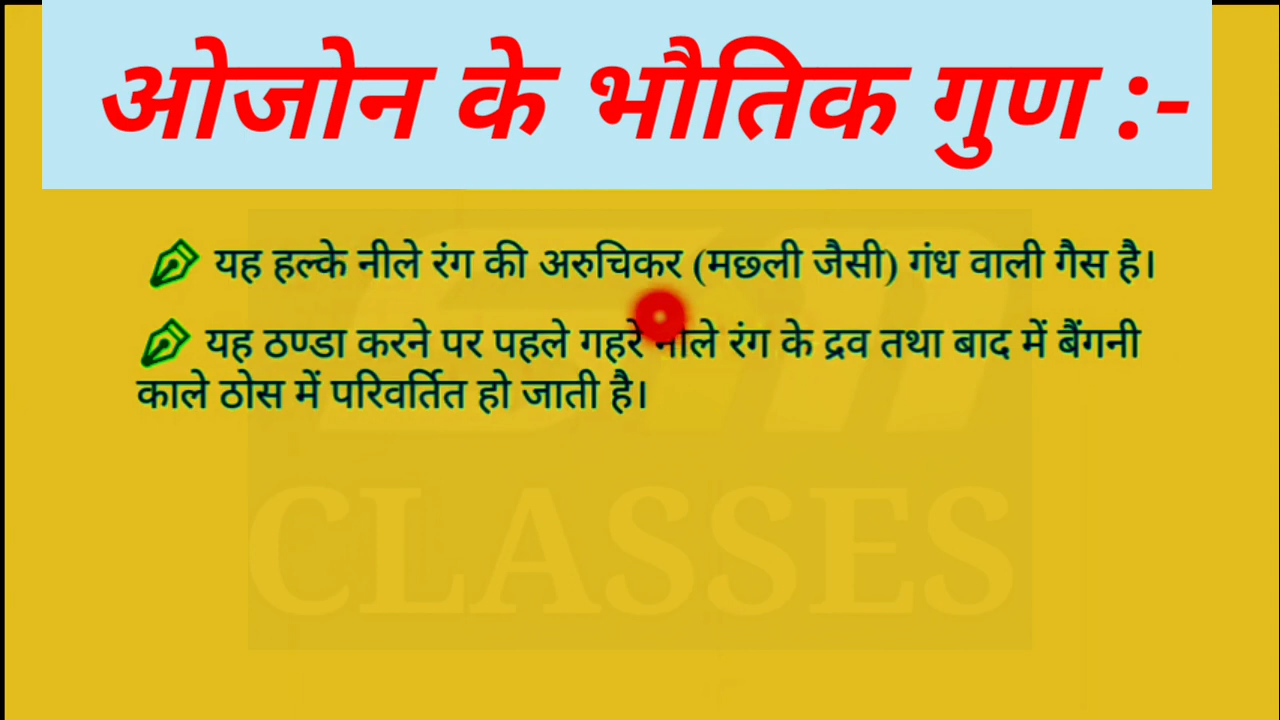 ओजोन के भौतिक गुण :-
यह हल्के नीले रंग की अरुचिकर (मछली जैसी) गंध वाली गैस है।
यह ठण्डा करने पर पहले गहरे नीले रंग के द्रव तथा बाद में बैंगनी
काले ठोस में परिवर्तित हो जाती है।
CLASSES